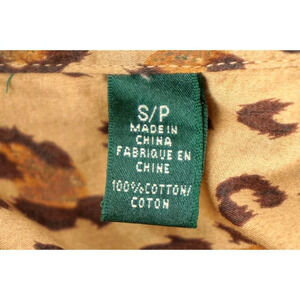 S/P
MADE IN
CHINA
FABRIQUE EN
CHINE
100%COTTON/
COTON